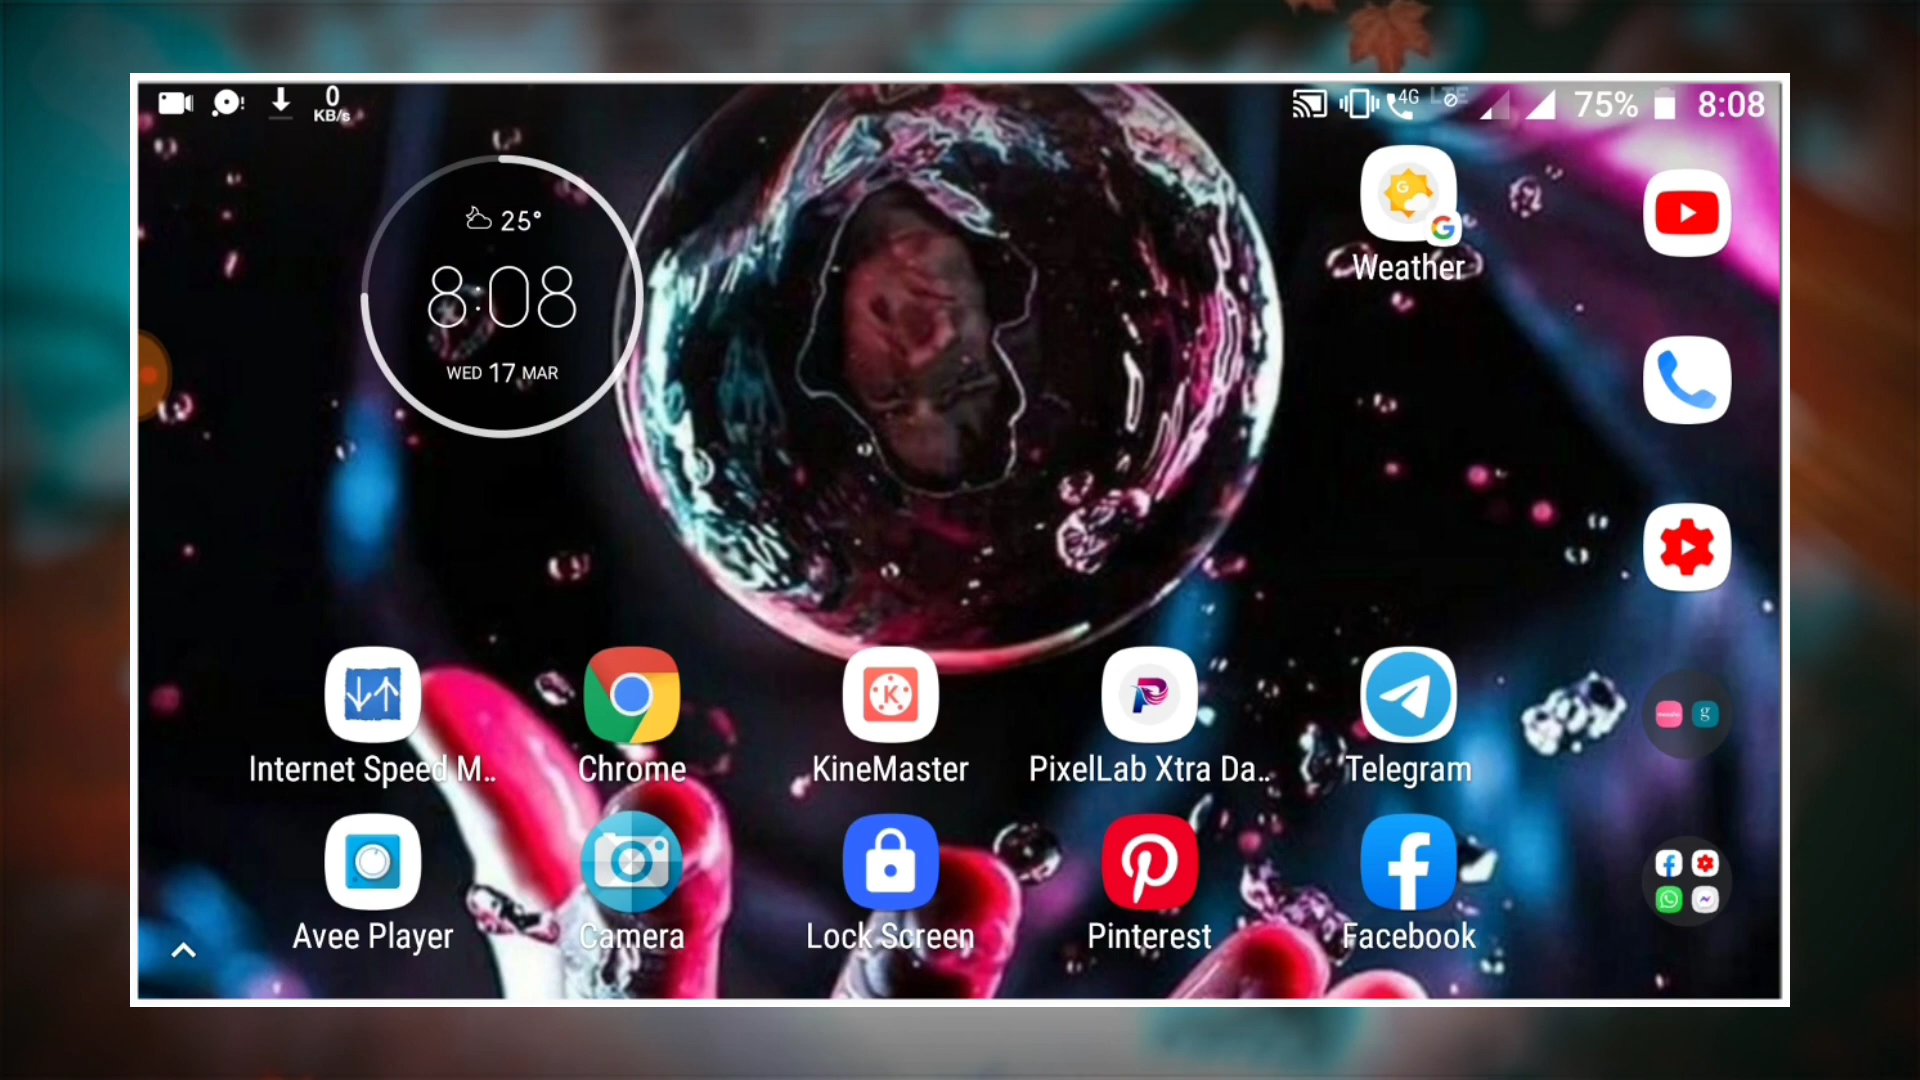 0
KB/s
4G
LTE
75%
8:08
25°
8:08
WED 17 MAR
G
G
Weather
K
Internet Speed M..
Chrome
KineMaster
PixelLab Xtra Da..
Telegram
g
Avee Player
Camera
Lock Screen
Pinterest
Facebook